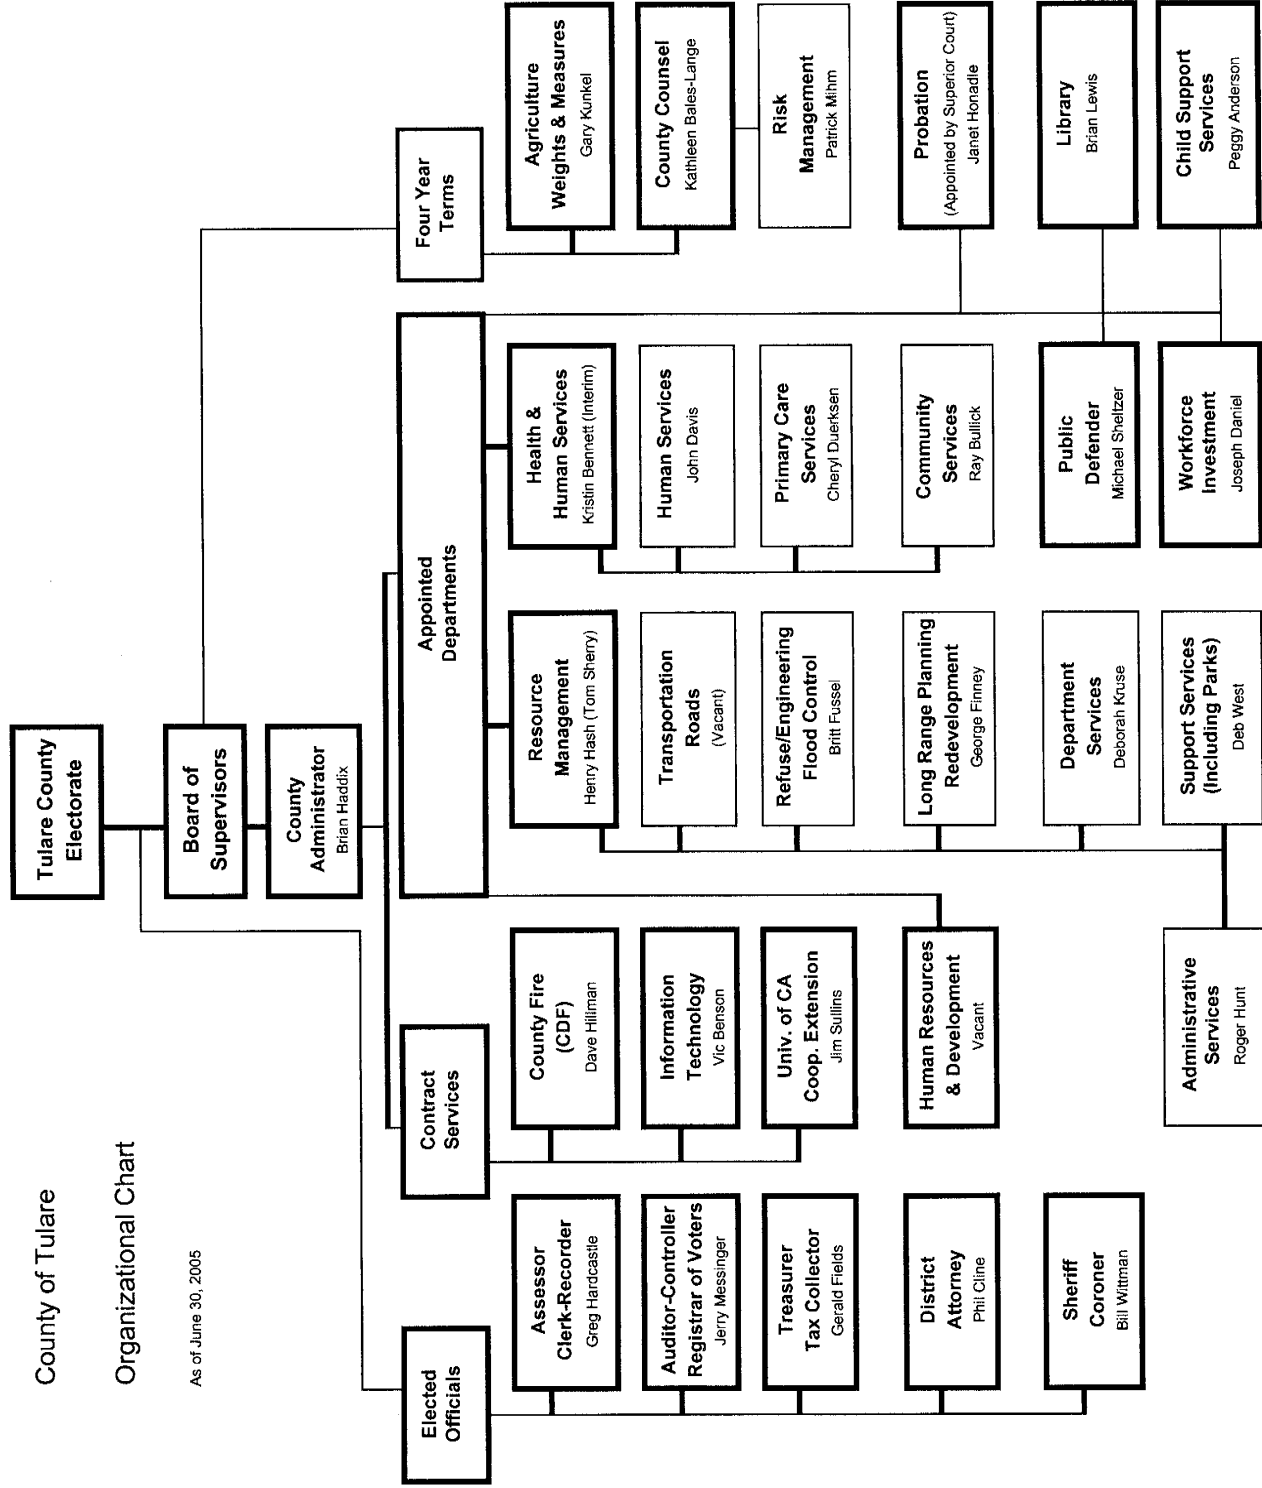 County of Tulare
Organizational Chart
As of June 30, 2005
Tulare County
Electorate
Board of
Supervisors
County
Administrator
Brian Haddix
Elected
Officials
Contract
Services
Appointed
Departments
Four Year
Terms
Assessor
Clerk-Recorder
Greg Hardcastle
County Fire
(CDF)
Dave Hillman
Resource
Management
Henry Hash (Tom Sherry)
Health &
Human Services
Kristin Bennett (Interim)
Agriculture
Weights & Measures
Gary Kunkel
Auditor-Controller
Registrar of Voters
Jerry Messinger
Information
Technology
Vic Benson
Transportation
Roads
(Vacant)
Human Services
John Davis
County Counsel
Kathleen Bales-Lange
Treasurer
Tax Collector
Gerald Fields
Univ. of CA
Coop. Extension
Jim Sullins
Refuse/Engineering
Flood Control
Britt Fussel
Primary Care
Services
Cheryl Duerksen
Risk
Management
Patrick Mihm
District
Attorney
Phil Cline
Human Resources
& Development
Vacant
Long Range Planning
Redevelopment
George Finney
Community
Services
Ray Bullick
Probation
(Appointed by Superior Court)
Janet Honadle
Sheriff
Coroner
Bill Wittman
Department
Services
Deborah Kruse
Public
Defender
Michael Sheltzer
Library
Brian Lewis
Administrative
Services
Roger Hunt
Support Services
(Including Parks)
Deb West
Workforce
Investment
Joseph Daniel
Child Support
Services
Peggy Anderson